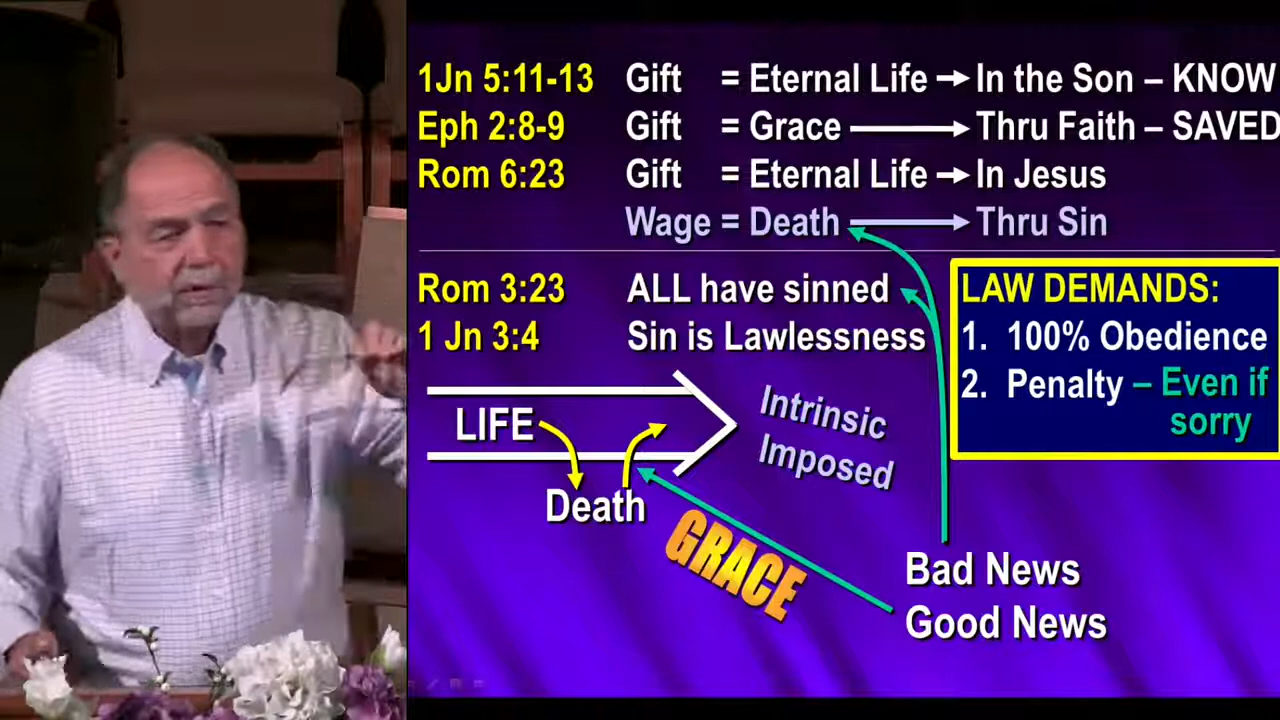 1Jn 5:11-13 Gift = Eternal Life → In the Son – KNOW
Eph 2:8-9 Gift = Grace → Thru Faith – SAVED
Rom 6:23 Gift = Eternal Life → In Jesus
Wage = Death → Thru Sin
Rom 3:23 ALL have sinned
1 Jn 3:4 Sin is Lawlessness
LAW DEMANDS:
1. 100% Obedience
2. Penalty – Even if
sorry
LIFE
Death
Intrinsic
Imposed
GRACE
Bad News
Good News